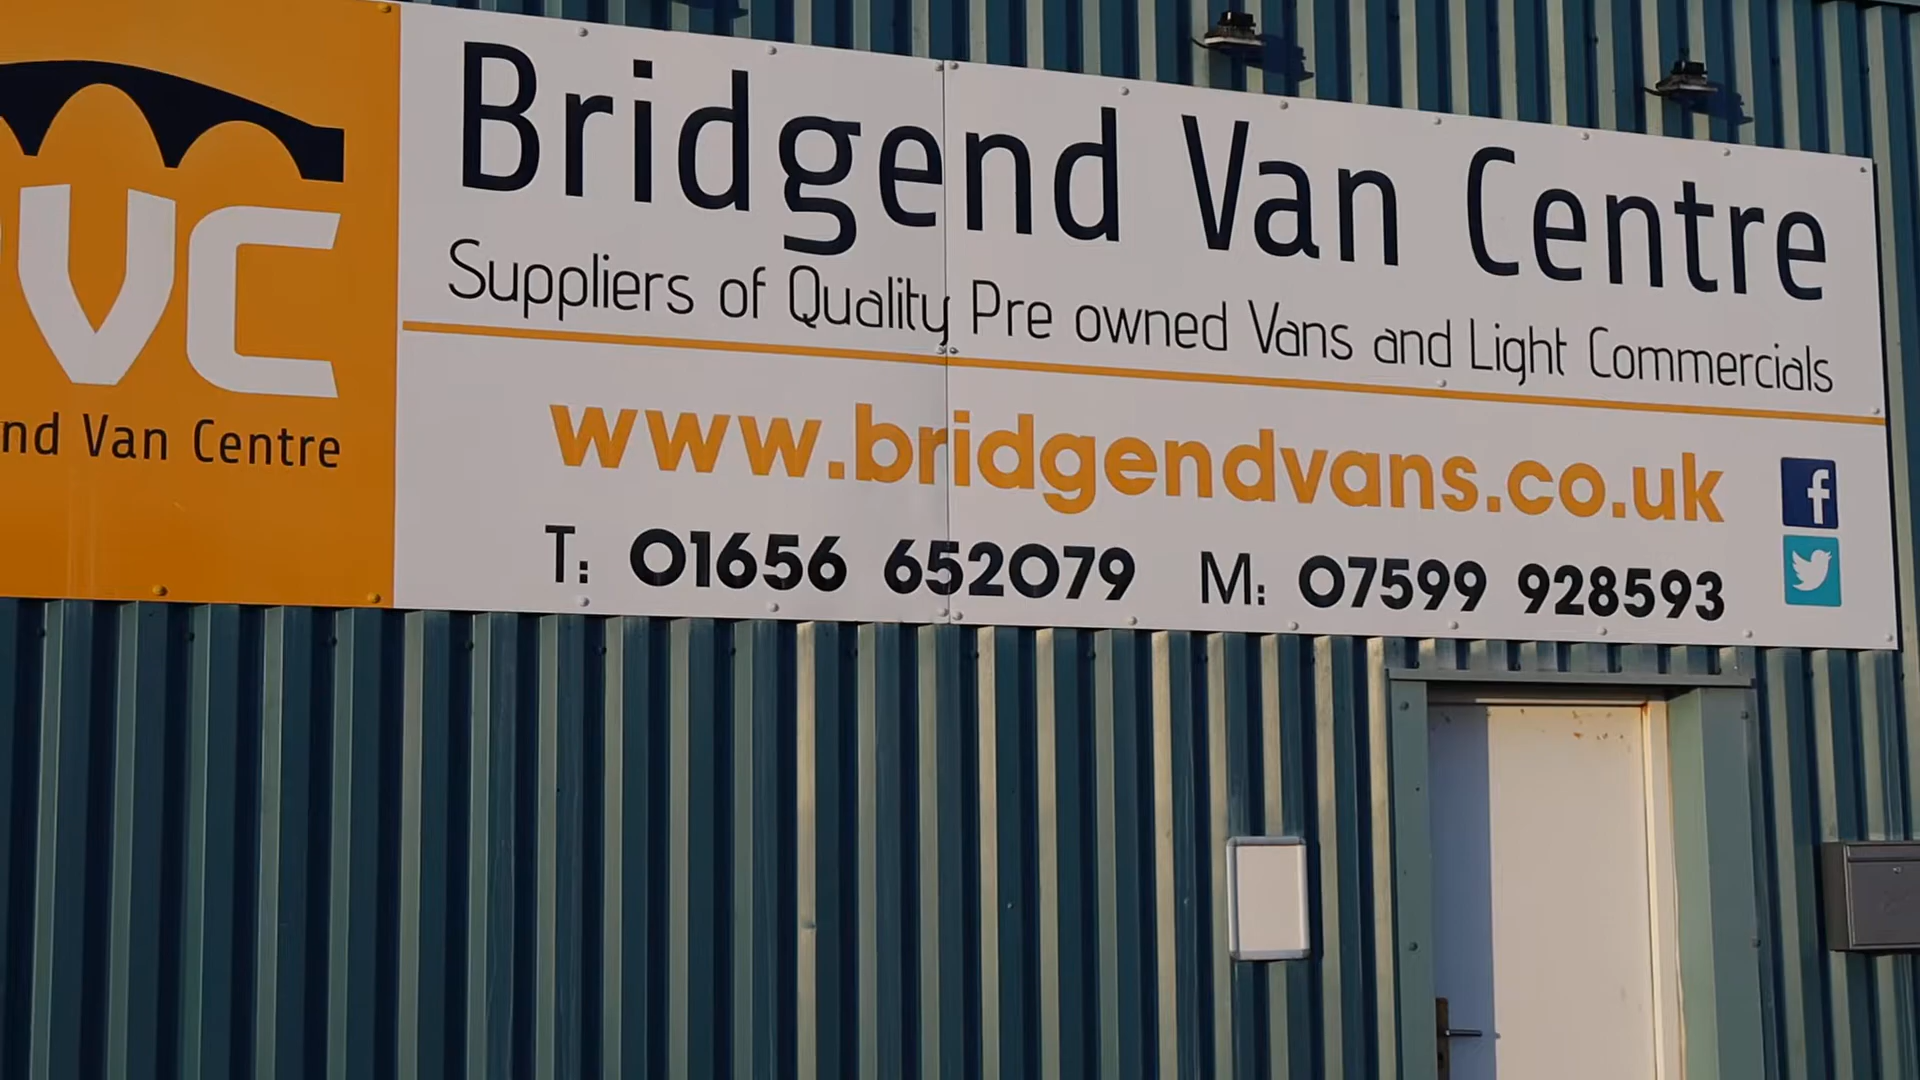 VC
nd Van Centre
Bridgend Van Centre
Suppliers of Quality Pre owned Vans and Light Commercials
www.bridgendvans.co.uk
T: 01656 652079 M: 07599 928593